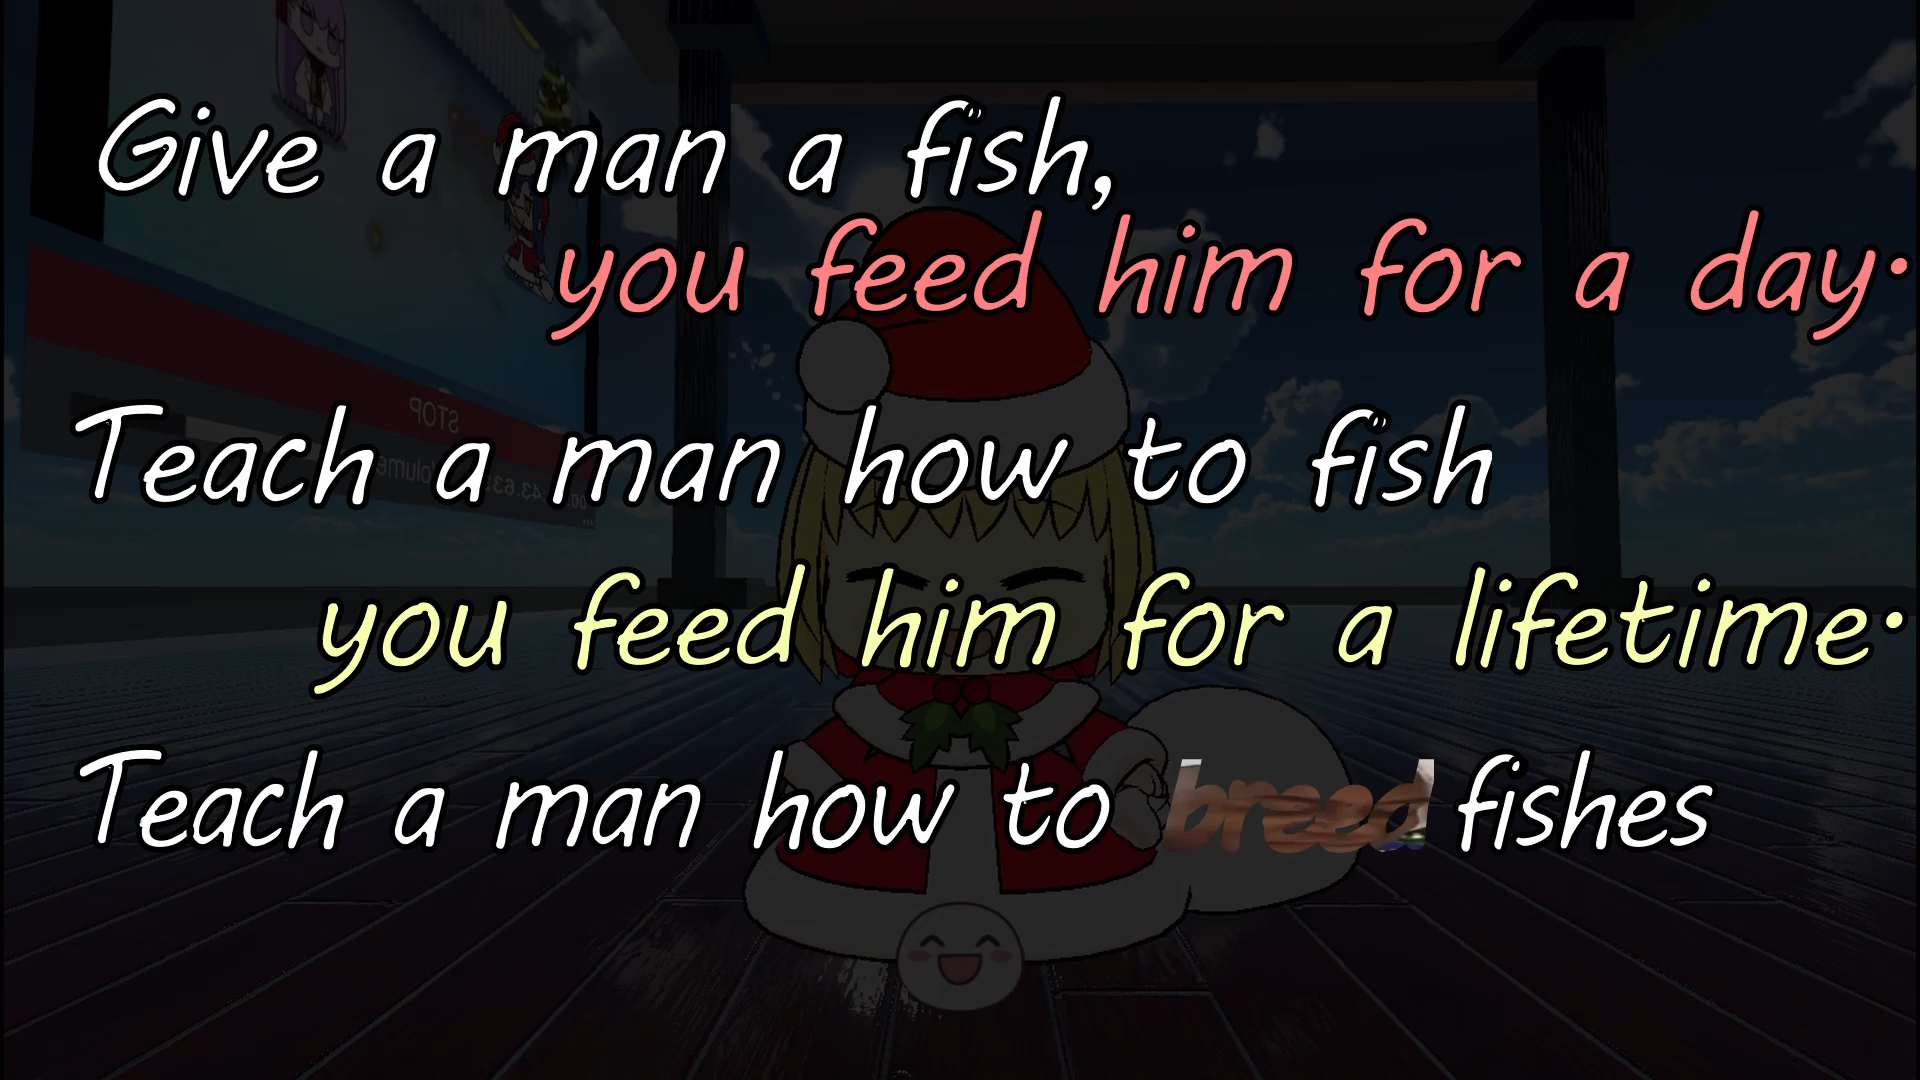 Give a man a fish,
you feed him for a day.
STOP
Teach a man how to fish
you feed him for a lifetime.
Teach a man how to breed fishes